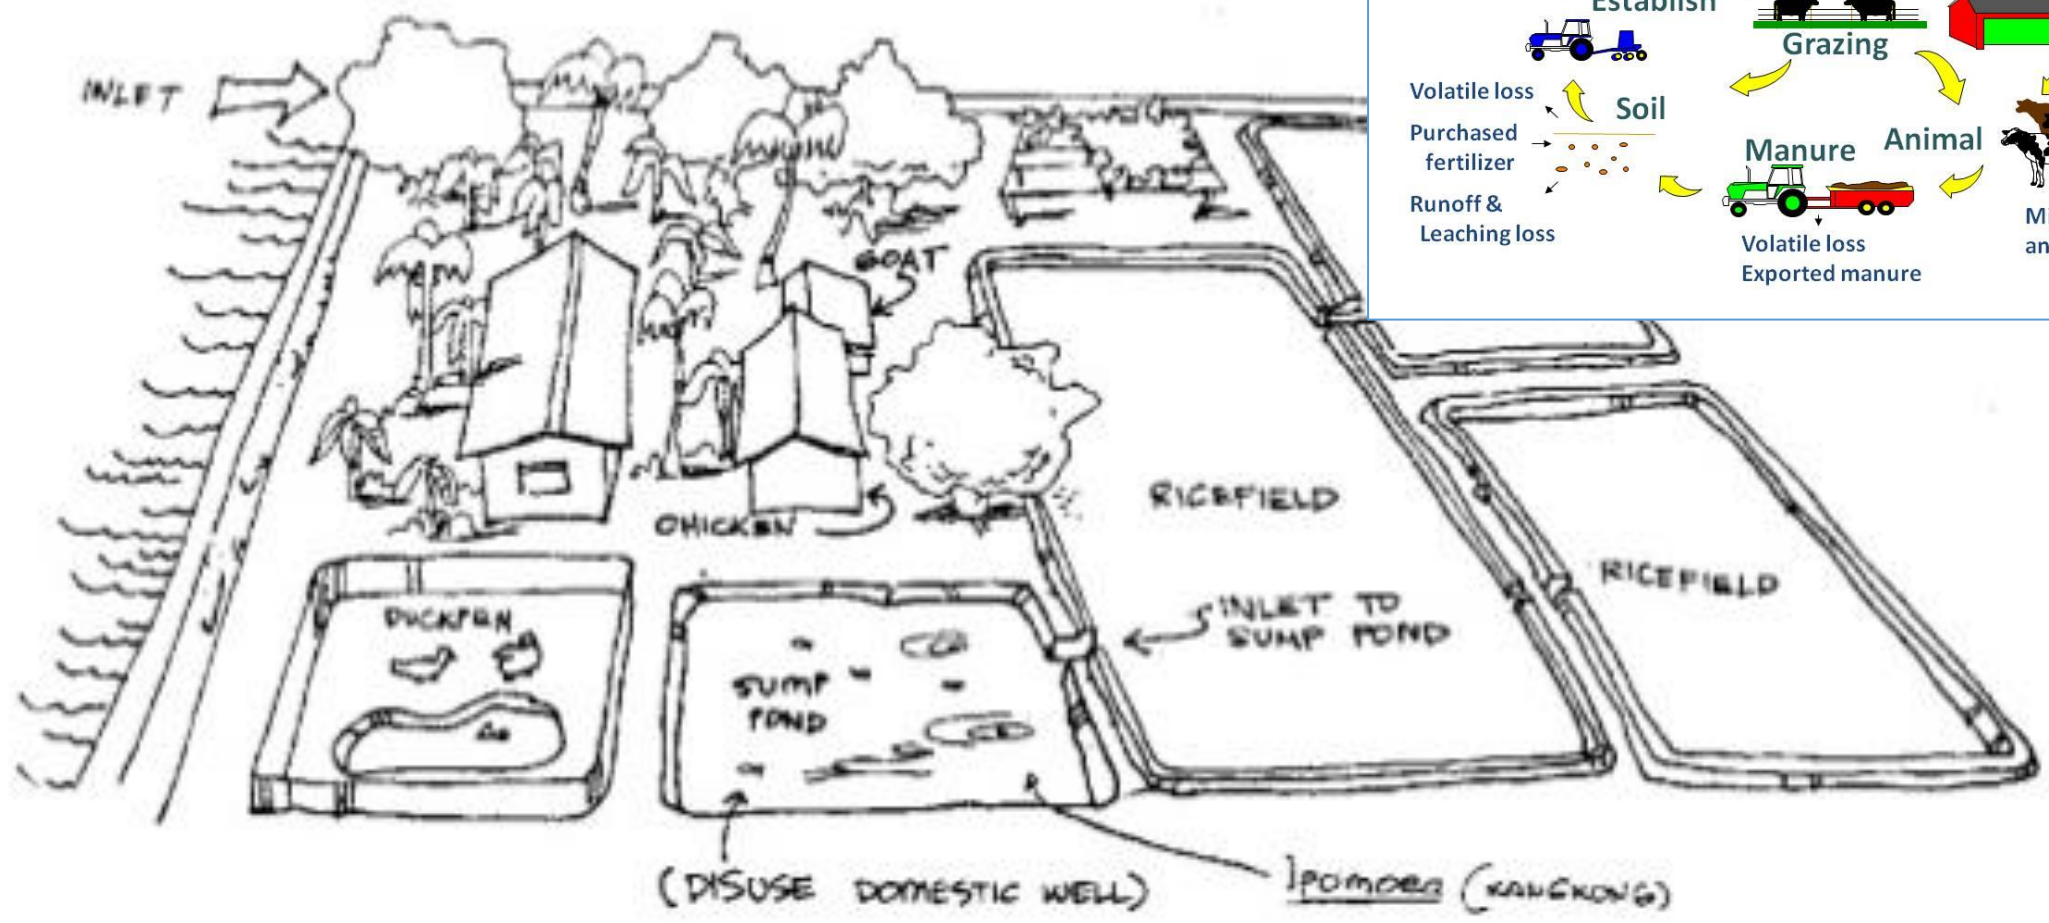 INLET
GOAT
CHICKEN
DUCKPEN
SUMP
POND
RICEFIELD
RICEFIELD
INLET TO
SUMP POND
(DISUSE DOMESTIC WELL)
Ipomoea (KANGKONG)
Establish
Grazing
Volatile loss
Soil
Purchased
fertilizer
Manure
Animal
Runoff &
Leaching loss
Volatile loss
Exported manure